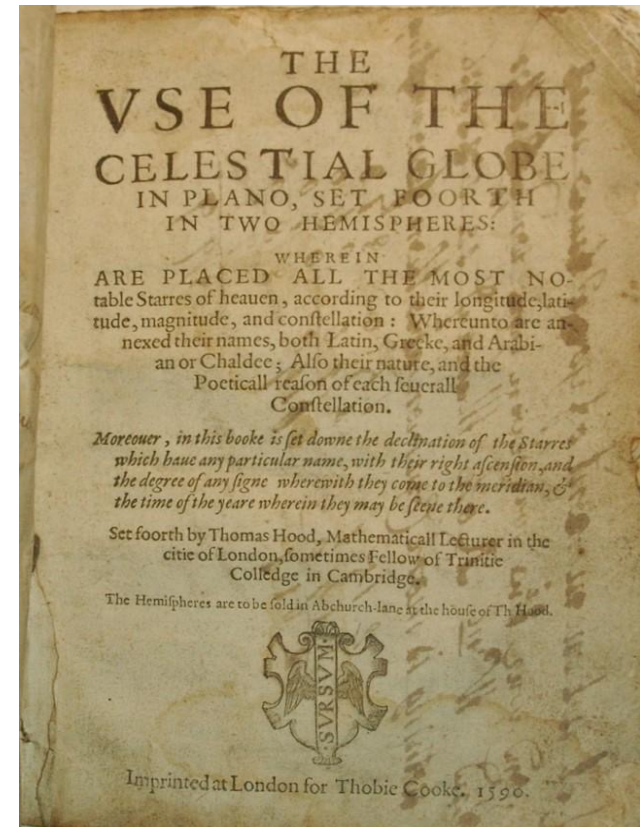 THE
VSE OF THE
CELESTIAL GLOBE
IN PLANO, SET FOORTH
IN TWO HEMISPHERES:
WHEREIN
ARE PLACED ALL THE MOST NO-
table Starres of heauen, according to their longitude, lati-
tude, magnitude, and conſtellation: Whereunto are an-
nexed their names, both Latin, Greeke, and Arabi-
an or Chaldee; Alſo their nature, and the
Poeticall reaſon of each ſeuerall
Conſtellation.
Moreouer, in this booke is ſet downe the declination of the Starres
which haue any particular name, with their right aſcenſion, and
the degree of any ſigne wherewith they come to the meridian, &
the time of the yeare wherein they may be ſeene there.
Set foorth by Thomas Hood, Mathematicall Lecturer in the
citie of London, ſometimes Fellow of Trinitie
Colledge in Cambridge.
The Hemiſpheres are to be ſold in Abchurch-lane at the houſe of Th Hood.
SVRSVM
Imprinted at London for Thobie Cooke. 1590.